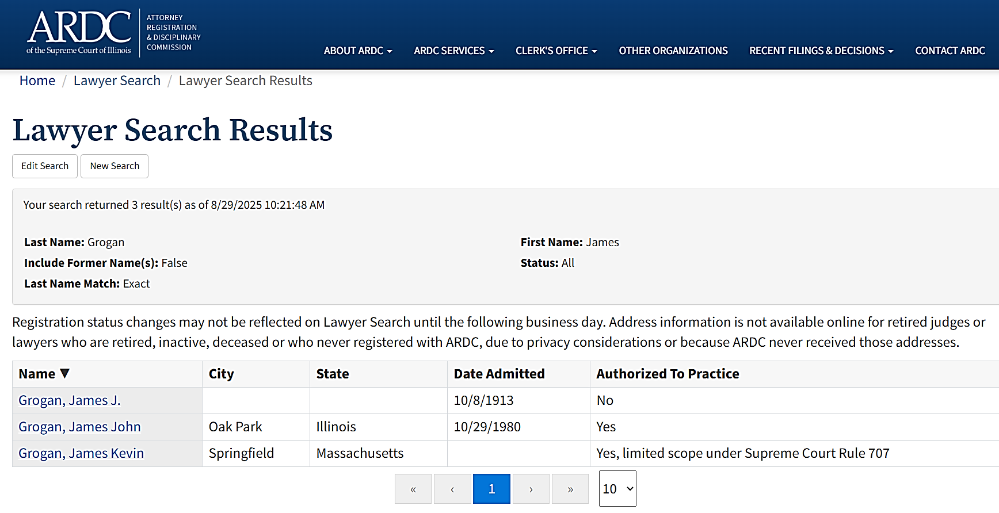 ARDC
of the Supreme Court of Illinois
ATTORNEY
REGISTRATION
& DISCIPLINARY
COMMISSION
ABOUT ARDC ARDC SERVICES CLERK'S OFFICE OTHER ORGANIZATIONS RECENT FILINGS & DECISIONS CONTACT ARDC
Home / Lawyer Search / Lawyer Search Results
Lawyer Search Results
Edit Search New Search
Your search returned 3 result(s) as of 8/29/2025 10:21:48 AM
Last Name: Grogan First Name: James
Include Former Name(s): False Status: All
Last Name Match: Exact
Registration status changes may not be reflected on Lawyer Search until the following business day. Address information is not available online for retired judges or
lawyers who are retired, inactive, deceased or who never registered with ARDC, due to privacy considerations or because ARDC never received those addresses.
Name ▼ City State Date Admitted Authorized To Practice
Grogan, James J. 10/8/1913 No
Grogan, James John Oak Park Illinois 10/29/1980 Yes
Grogan, James Kevin Springfield Massachusetts Yes, limited scope under Supreme Court Rule 707
« ‹ 1 › » 10